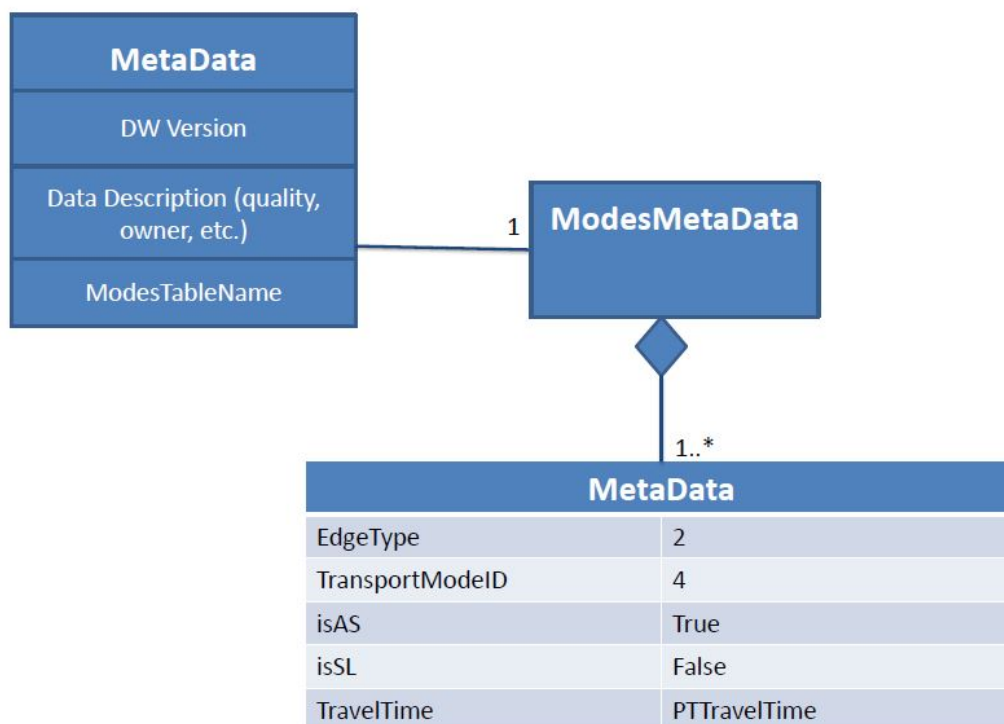 MetaData
DW Version
Data Description (quality,
owner, etc.)
ModesTableName
1
ModesMetaData
1..*
MetaData
EdgeType 2
TransportModeID 4
isAS True
isSL False
TravelTime PTTravelTime